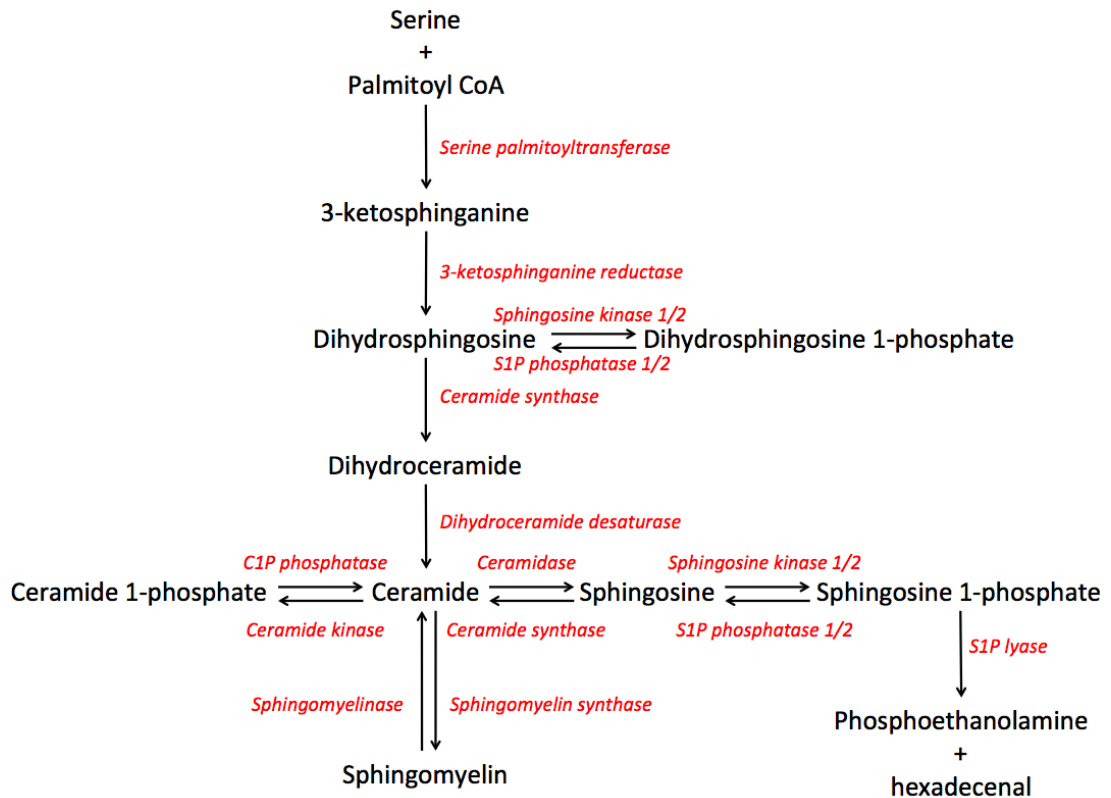 Serine
+
Palmitoyl CoA
Serine palmitoyltransferase
3-ketosphinganine
3-ketosphinganine reductase
Sphingosine kinase 1/2
Dihydrosphingosine Dihydrosphingosine 1-phosphate
S1P phosphatase 1/2
Ceramide synthase
Dihydroceramide
Dihydroceramide desaturase
C1P phosphatase Ceramidase Sphingosine kinase 1/2
Ceramide 1-phosphate Ceramide Sphingosine Sphingosine 1-phosphate
Ceramide kinase Ceramide synthase S1P phosphatase 1/2
S1P lyase
Sphingomyelinase Sphingomyelin synthase
Phosphoethanolamine
+
Sphingomyelin
hexadecenal